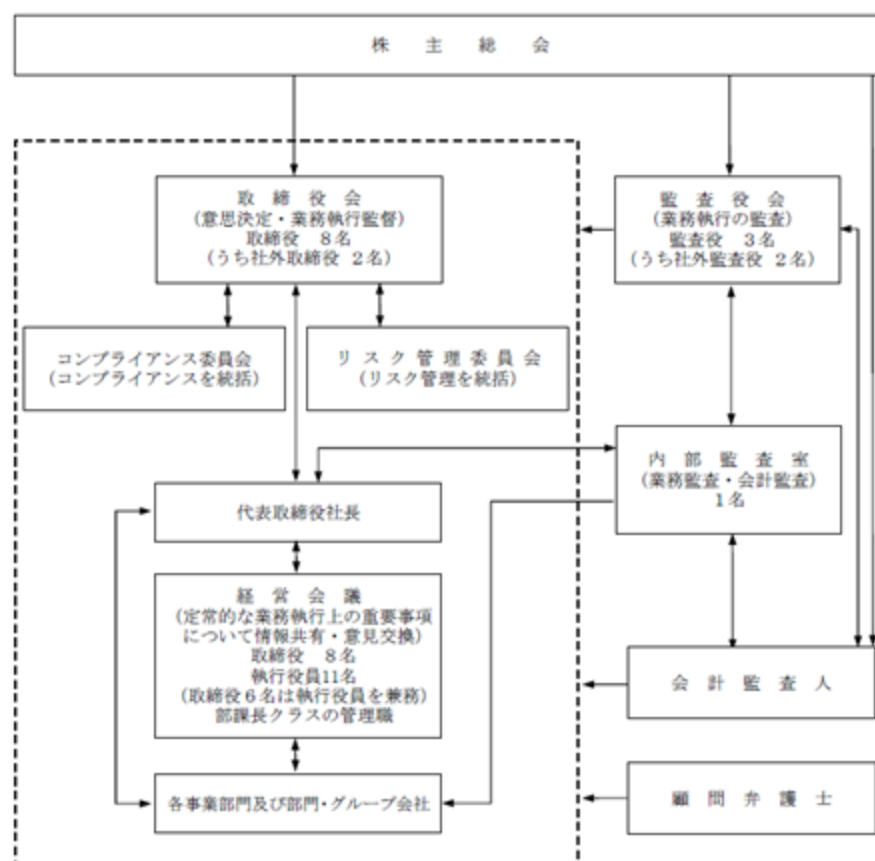 株主総会
取締役会
(意思決定・業務執行監督)
取締役 8名
(うち社外取締役 2名)
監査役会
(業務執行の監査)
監査役 3名
(うち社外監査役 2名)
コンプライアンス委員会
(コンプライアンスを統括)
リスク管理委員会
(リスク管理を統括)
内部監査室
(業務監査・会計監査)
1名
代表取締役社長
経営会議
(定常的な業務執行上の重要事項
について情報共有・意見交換)
取締役 8名
執行役員11名
(取締役6名は執行役員を兼務)
部課長クラスの管理職
会計監査人
各事業部門及び部門・グループ会社
顧問弁護士